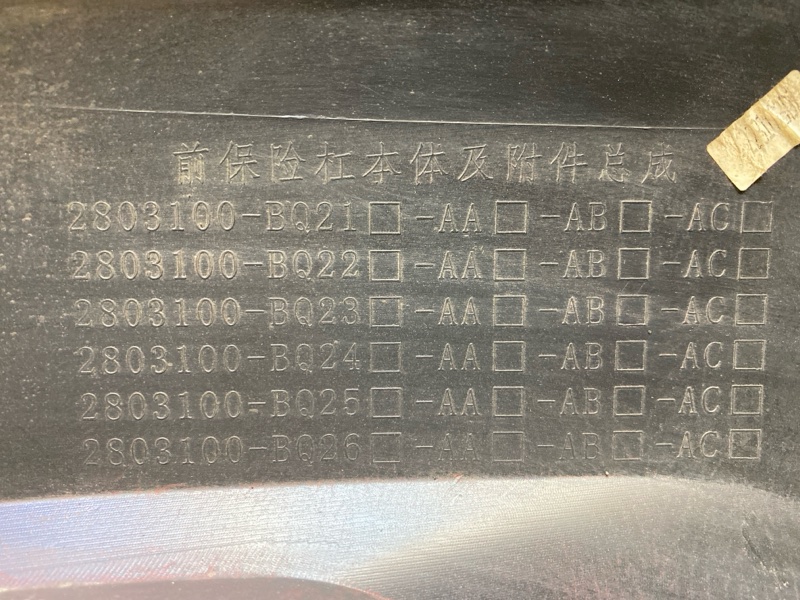 前保险杠本体及附件总成
2803100-BQ21□-AA□-AB□-AC□
2803100-BQ22□-AA□-AB□-AC□
2803100-BQ23□-AA□-AB□-AC□
2803100-BQ24□-AA□-AB□-AC□
2803100-BQ25□-AA□-AB□-AC□
2803100-BQ26□-AA□-AB□-AC□